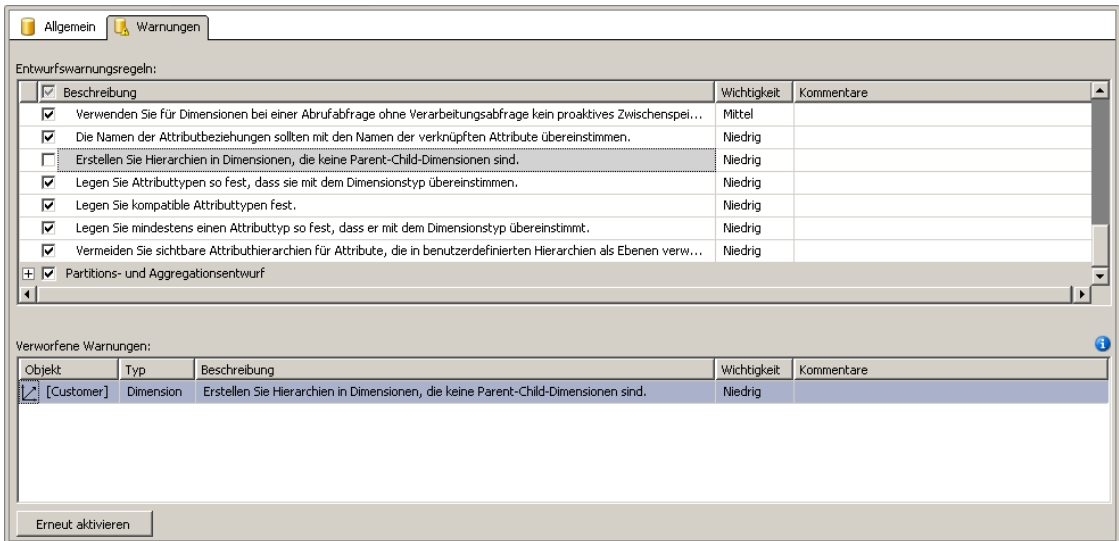 Allgemein Warnungen
Entwurfswarnungsregeln:
Beschreibung Wichtigkeit Kommentare
Verwenden Sie für Dimensionen bei einer Abrufabfrage ohne Verarbeitungsabfrage kein proaktives Zwischenspei... Mittel
Die Namen der Attributbeziehungen sollten mit den Namen der verknüpften Attribute übereinstimmen. Niedrig
Erstellen Sie Hierarchien in Dimensionen, die keine Parent-Child-Dimensionen sind. Niedrig
Legen Sie Attributtypen so fest, dass sie mit dem Dimensionstyp übereinstimmen. Niedrig
Legen Sie kompatible Attributtypen fest. Niedrig
Legen Sie mindestens einen Attributtyp so fest, dass er mit dem Dimensionstyp übereinstimmt. Niedrig
Vermeiden Sie sichtbare Attributhierarchien für Attribute, die in benutzerdefinierten Hierarchien als Ebenen verw... Niedrig
Partitions- und Aggregationsentwurf
Verworfene Warnungen:
Objekt Typ Beschreibung Wichtigkeit Kommentare
[Customer] Dimension Erstellen Sie Hierarchien in Dimensionen, die keine Parent-Child-Dimensionen sind. Niedrig
Erneut aktivieren